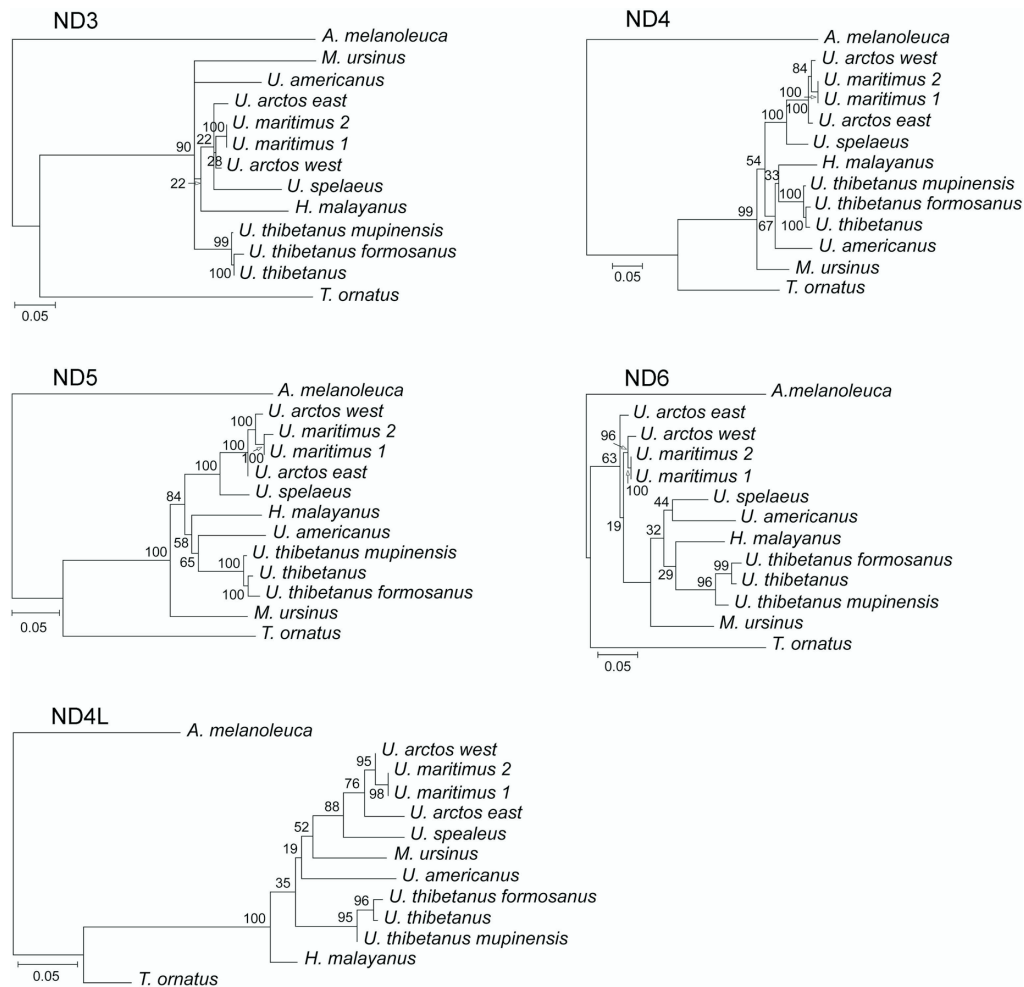 ND3
A. melanoleuca
M. ursinus
U. americanus
U. arctos east
100
U. maritimus 2
22
U. maritimus 1
90
28
U. arctos west
22
U. spelaeus
H. malayanus
U. thibetanus mupinensis
99
U. thibetanus formosanus
100
U. thibetanus
T. ornatus
0.05
ND4
A. melanoleuca
U. arctos west
84
U. maritimus 2
100
U. maritimus 1
100
100
U. arctos east
U. spelaeus
54
H. malayanus
33
U. thibetanus mupinensis
100
U. thibetanus formosanus
99
67
100
U. thibetanus
U. americanus
M. ursinus
0.05
T. ornatus
ND5
A. melanoleuca
U. arctos west
100
U. maritimus 2
100
U. maritimus 1
100
100
U. arctos east
U. spelaeus
84
H. malayanus
U. americanus
58
100
65
U. thibetanus mupinensis
100
U. thibetanus
100
U. thibetanus formosanus
M. ursinus
0.05
T. ornatus
ND6
A.melanoleuca
U. arctos east
96
U. arctos west
63
U. maritimus 2
U. maritimus 1
100
44
U. spelaeus
19
U. americanus
32
H. malayanus
29
99
U. thibetanus formosanus
96
U. thibetanus
U. thibetanus mupinensis
M. ursinus
T. ornatus
0.05
ND4L
A. melanoleuca
U. arctos west
95
U. maritimus 2
76
98
U. maritimus 1
88
U. arctos east
52
U. spealeus
19
M. ursinus
U. americanus
35
96
U. thibetanus formosanus
100
95
U. thibetanus
U. thibetanus mupinensis
H. malayanus
0.05
T. ornatus